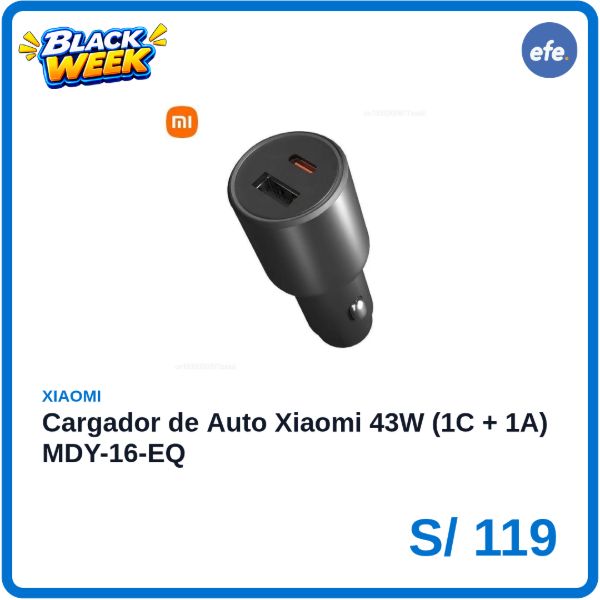 BLACK
WEEK
efe.
mi
XIAOMI
Cargador de Auto Xiaomi 43W (1C + 1A)
MDY-16-EQ
S/ 119